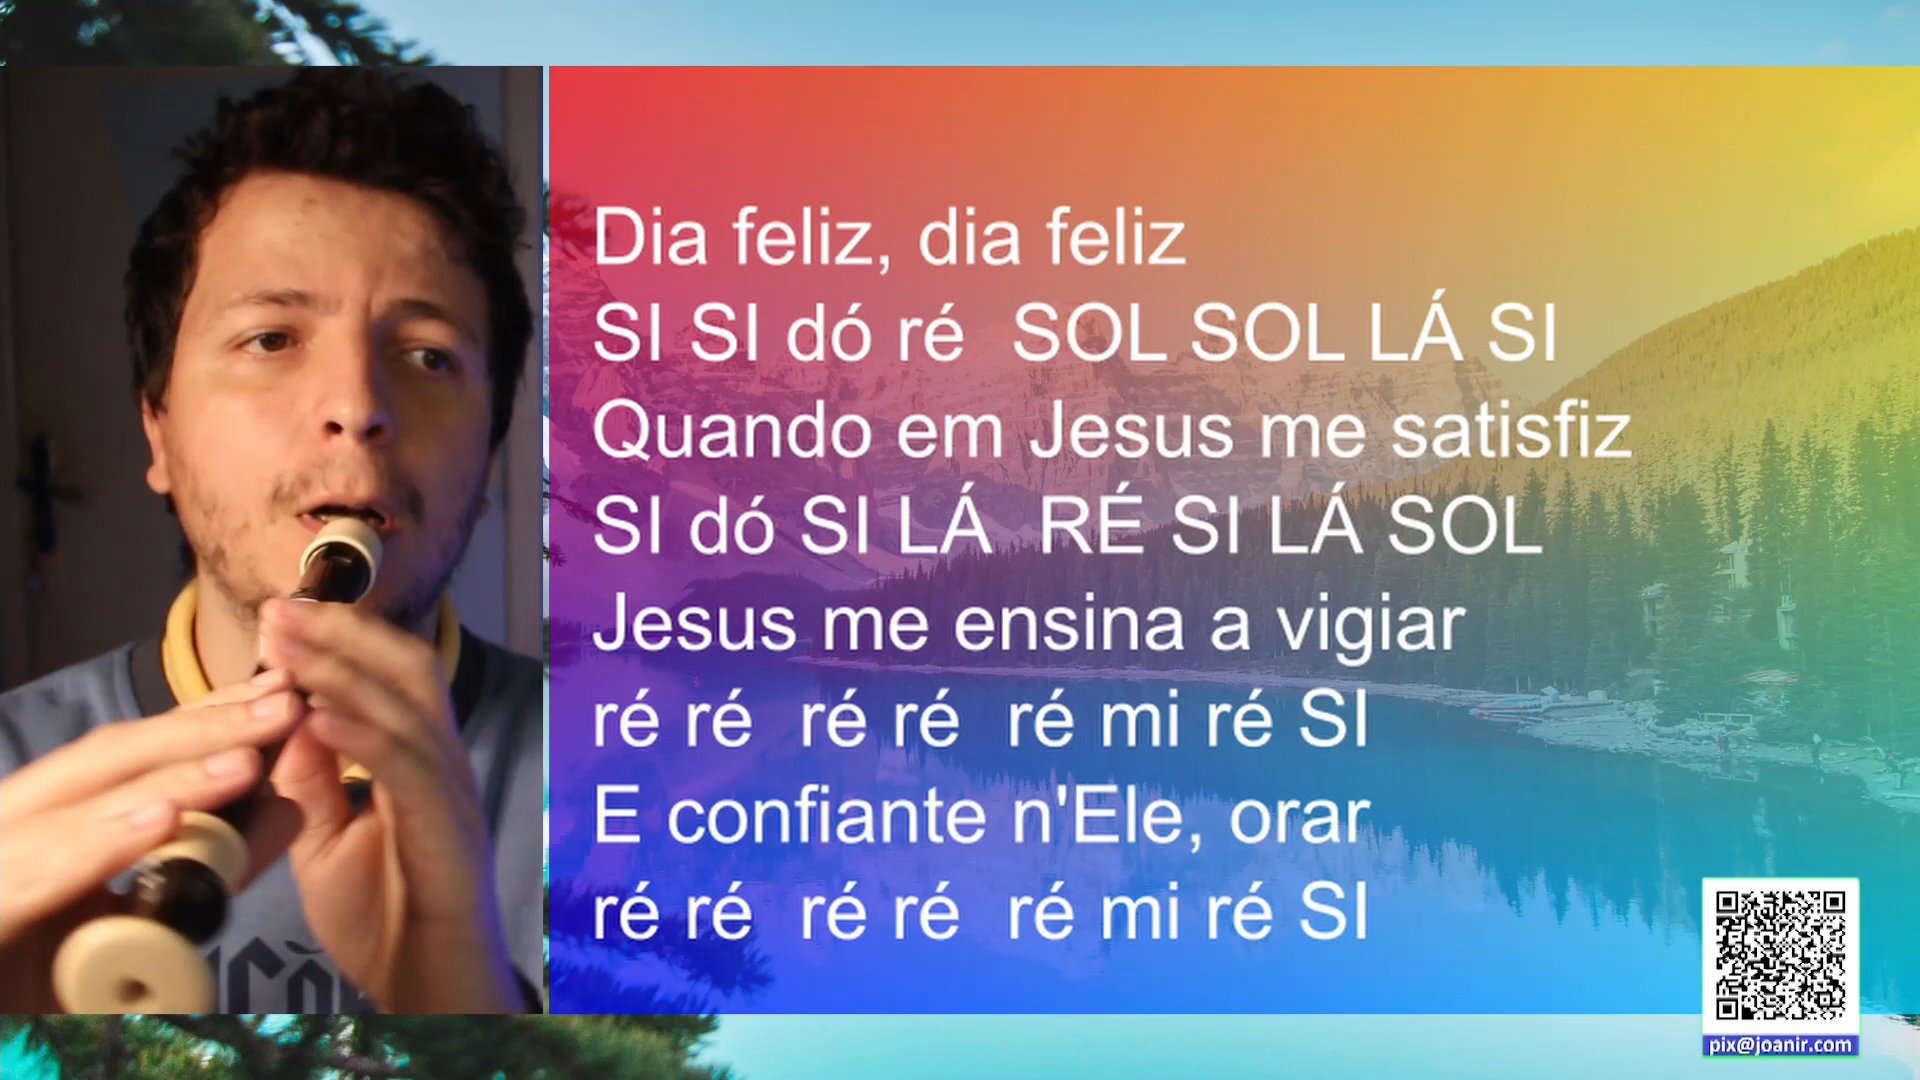 Dia feliz, dia feliz
SI SI dó ré  SOL SOL LÁ SI
Quando em Jesus me satisfiz
SI dó SI LÁ  RÉ SI LÁ SOL
Jesus me ensina a vigiar
ré ré  ré ré  ré mi ré SI
E confiante n'Ele, orar
ré ré  ré ré  ré mi ré SI
pix@joanir.com